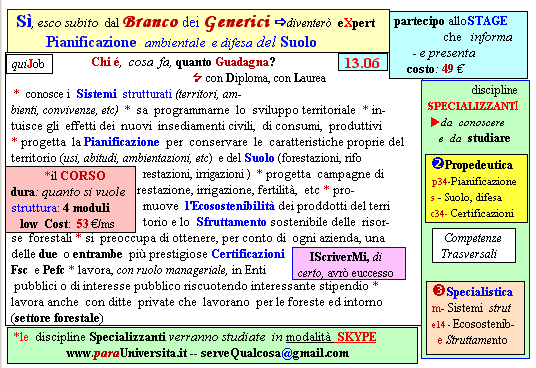 Sì, esco subito dal Branco dei Generici ➩diventerò eXpert
Pianificazione ambientale e difesa del Suolo
partecipo allo STAGE
che informa
- e presenta
costo: 49 €
quiJob
Chi é, cosa fa, quanto Guadagna?
13.06
ϟ con Diploma, con Laurea
* conosce i Sistemi strutturati (territori, am-
bienti, convivenze, etc) * sa programmarne lo sviluppo territoriale * in-
tuisce gli effetti dei nuovi insediamenti civili, di consumi, produttivi
* progetta la Pianificazione per conservare le caratteristiche proprie del
territorio (usi, abitudi, ambientazioni, etc) e del Suolo (forestazioni, rifo
restazioni, irrigazioni ) * progetta campagne di
restazione, irrigazione, fertilità, etc * pro-
muove l'Ecosostenibilità dei prodotti del terri
torio e lo Sfruttamento sostenibile delle risor-
se forestali * si preoccupa di ottenere, per conto di ogni azienda, una
delle due o entrambe più prestigiose Certificazioni
Fsc e Pefc * lavora, con ruolo manageriale, in Enti
pubblici o di interesse pubblico riscuotendo interessante stipendio *
lavora anche con ditte private che lavorano per le foreste ed intorno
(settore forestale)
*il CORSO
dura: quanto si vuole
struttura: 4 moduli
low Cost: 53 €/ms
IScriverMi, di
certo, avrò euccesso
discipline
SPECIALIZZANTI
▶da conoscere
e da studiare
❷Propedeutica
p34-Pianificazione
s - Suolo, difesa
c34- Certificazioni
Competenze
Trasversali
❸Specialistica
m- Sistemi strut
e14 - Ecosostenib-
e Struttamento
*le discipline Specializzanti verranno studiate in modalità SKYPE
www.paraUniversita.it -- serveQualcosa@gmail.com